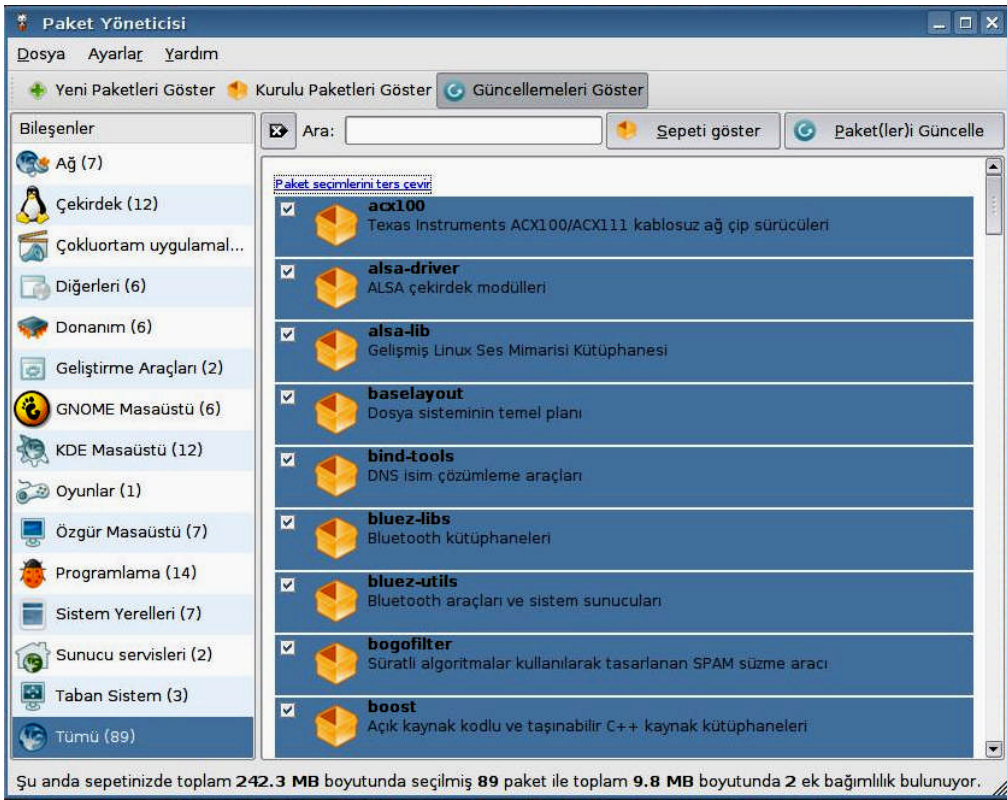 Paket Yöneticisi
Dosya Ayarlar Yardım
Yeni Paketleri Göster Kurulu Paketleri Göster Güncellemeleri Göster
Bileşenler
Ağ (7)
Çekirdek (12)
Çokluortam uygulamal...
Diğerleri (6)
Donanım (6)
Geliştirme Araçları (2)
GNOME Masaüstü (6)
KDE Masaüstü (12)
Oyunlar (1)
Özgür Masaüstü (7)
Programlama (14)
Sistem Yerelleri (7)
Sunucu servisleri (2)
Taban Sistem (3)
Tümü (89)
Ara: Sepeti göster Paket(ler)i Güncelle
Paket seçimlerini ters çevir
acx100
Texas Instruments ACX100/ACX111 kablosuz ağ çip sürücüleri
alsa-driver
ALSA çekirdek modülleri
alsa-lib
Gelişmiş Linux Ses Mimarisi Kütüphanesi
baselayout
Dosya sisteminin temel planı
bind-tools
DNS isim çözümleme araçları
bluez-libs
Bluetooth kütüphaneleri
bluez-utils
Bluetooth araçları ve sistem sunucuları
bogofilter
Süratli algoritmalar kullanılarak tasarlanan SPAM süzme aracı
boost
Açık kaynak kodlu ve taşınabilir C++ kaynak kütüphaneleri
Şu anda sepetinizde toplam 242.3 MB boyutunda seçilmiş 89 paket ile toplam 9.8 MB boyutunda 2 ek bağımlılık bulunuyor.